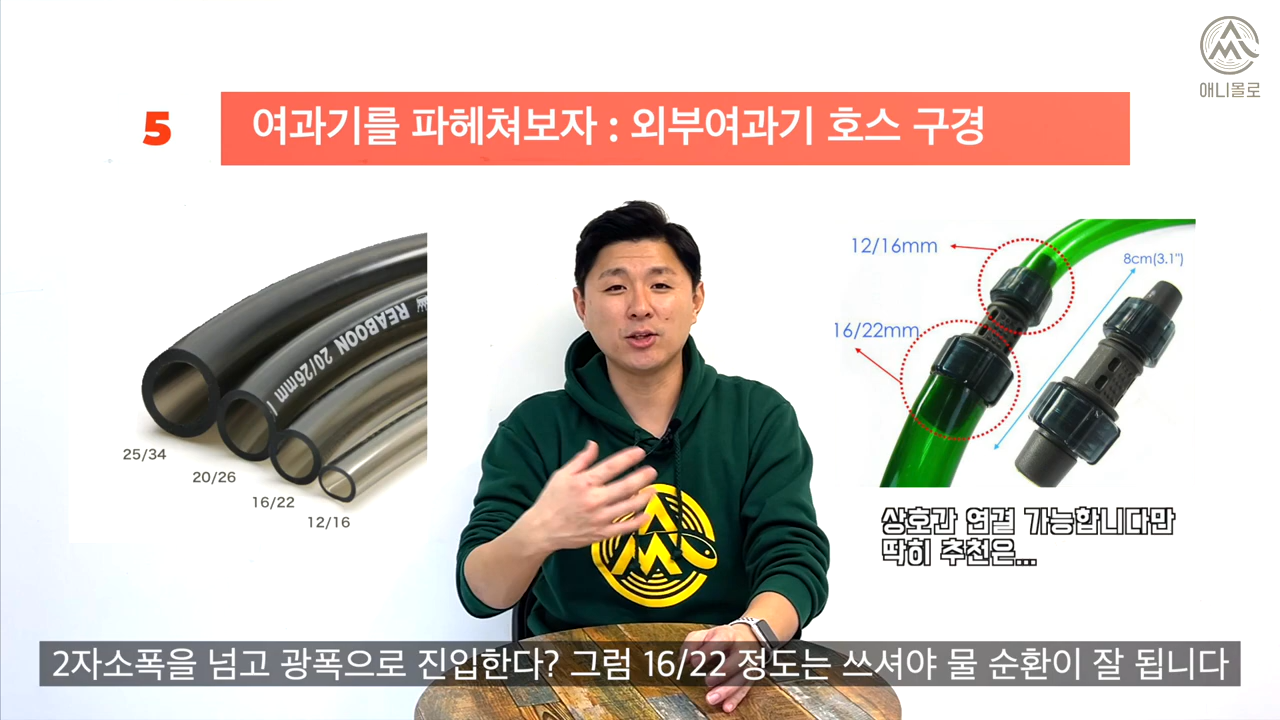 애니몰로
5
여과기를 파헤쳐보자 : 외부여과기 호스 구경
REABOON 20/26mm
25/34
20/26
16/22
12/16
12/16mm
16/22mm
8cm(3.1")
상호간 연결 가능합니다만
딱히 추천은...
2자소폭을 넘고 광폭으로 진입한다? 그럼 16/22 정도는 쓰셔야 물 순환이 잘 됩니다